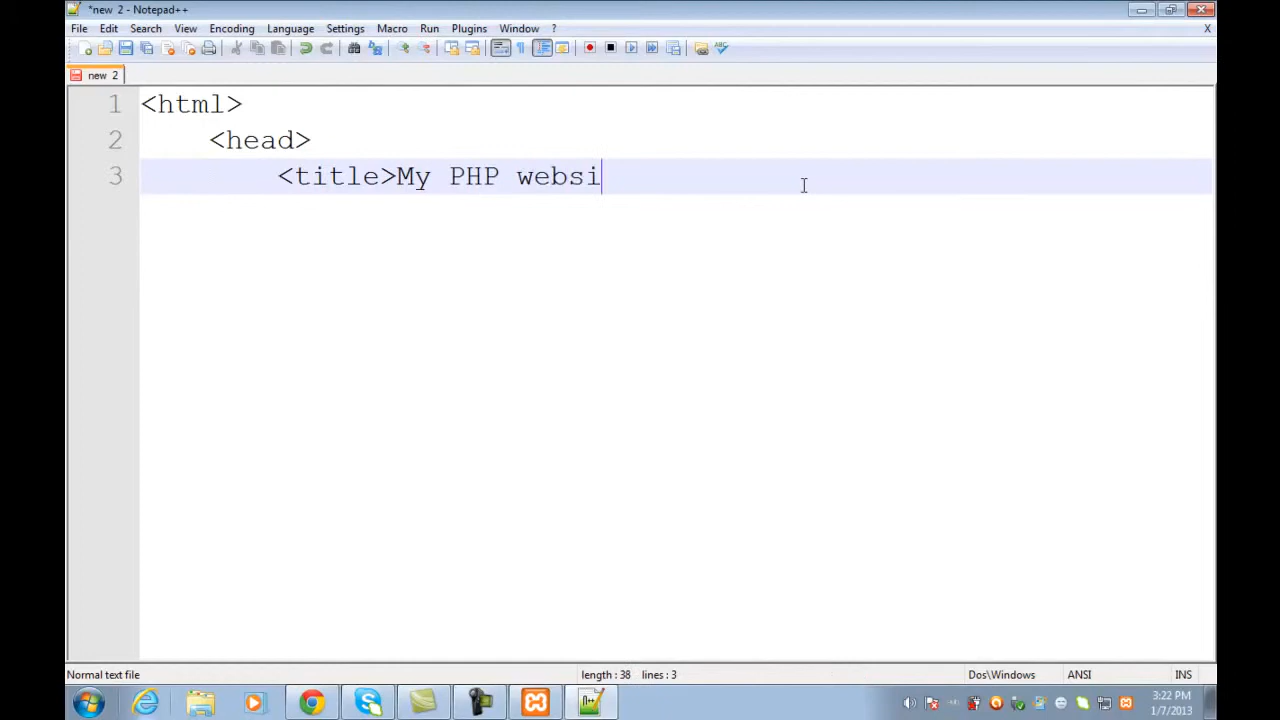 *new 2 - Notepad++
File Edit Search View Encoding Language Settings Macro Run Plugins Window ? X
new 2
1 <html>
2 <head>
3 <title>My PHP websi
Normal text file length : 38 lines : 3 Dos\Windows ANSI INS
3:22 PM
1/7/2013